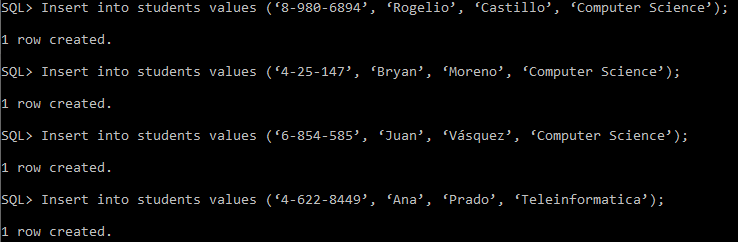 SQL> Insert into students values (‘8-980-6894’, ‘Rogelio’, ‘Castillo’, ‘Computer Science’);
1 row created.
SQL> Insert into students values (‘4-25-147’, ‘Bryan’, ‘Moreno’, ‘Computer Science’);
1 row created.
SQL> Insert into students values (‘6-854-585’, ‘Juan’, ‘Vásquez’, ‘Computer Science’);
1 row created.
SQL> Insert into students values (‘4-622-8449’, ‘Ana’, ‘Prado’, ‘Teleinformatica’);
1 row created.